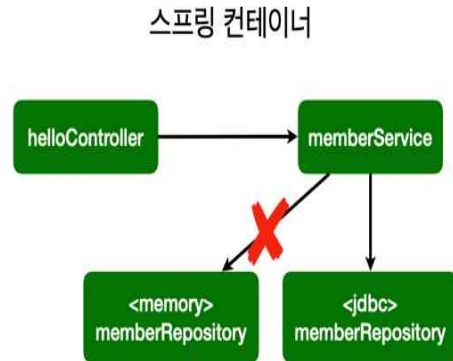 스프링 컨테이너
helloController
memberService
<memory>
memberRepository
<jdbc>
memberRepository